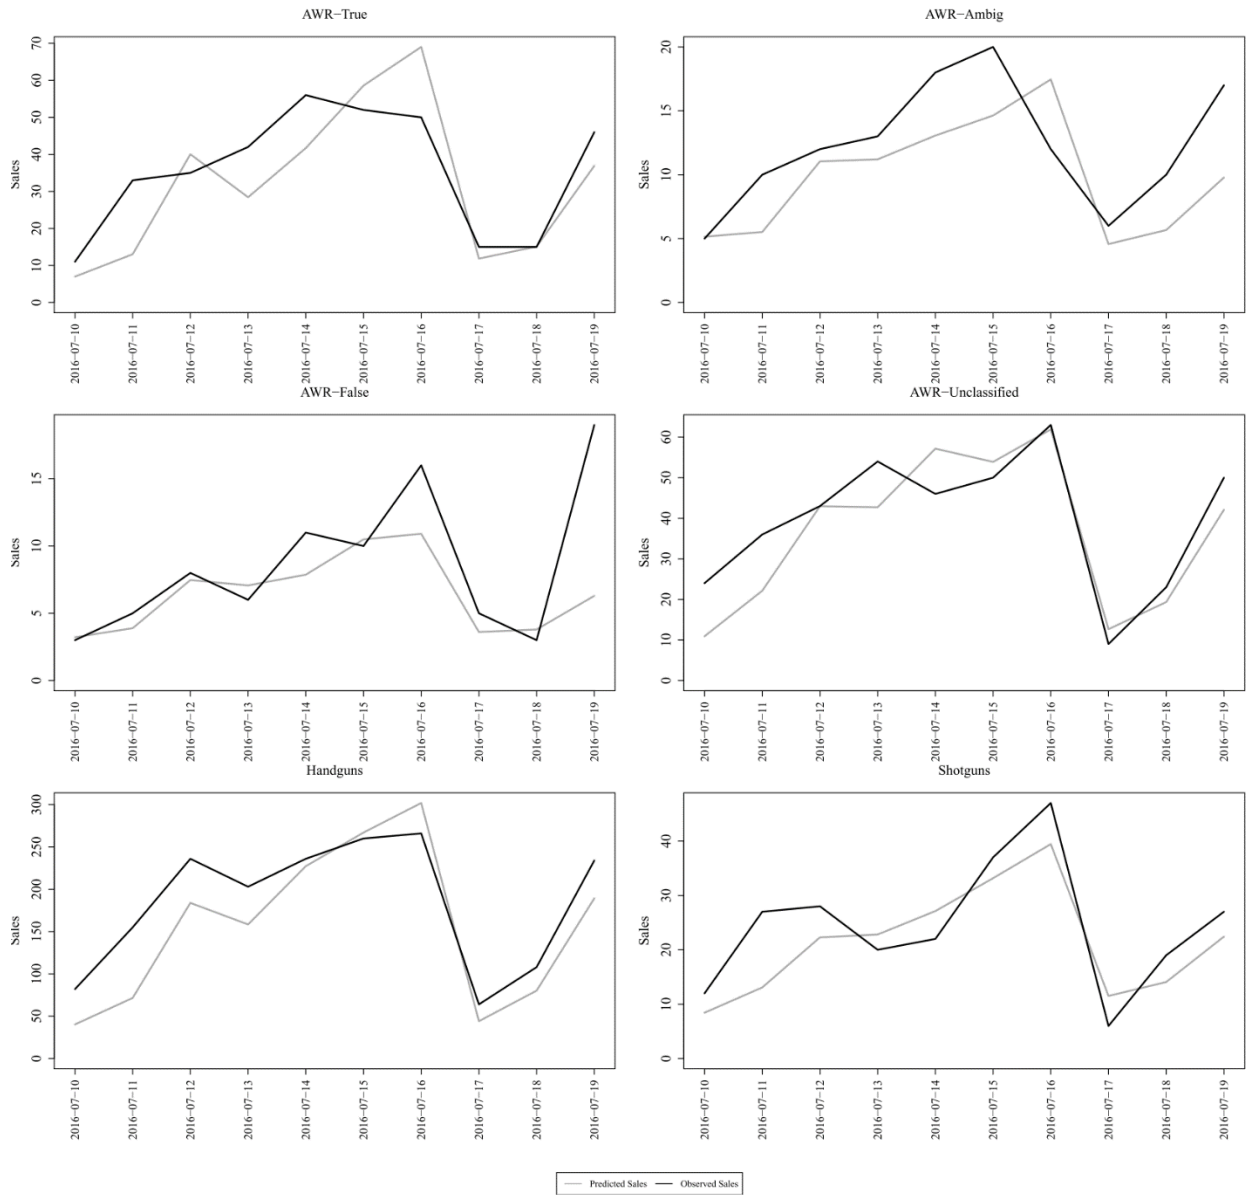 AWR−True
Sales
0 10 20 30 40 50 60 70
2016−07−10 2016−07−11 2016−07−12 2016−07−13 2016−07−14 2016−07−15 2016−07−16 2016−07−17 2016−07−18 2016−07−19
AWR−Ambig
Sales
0 5 10 15 20
2016−07−10 2016−07−11 2016−07−12 2016−07−13 2016−07−14 2016−07−15 2016−07−16 2016−07−17 2016−07−18 2016−07−19
AWR−False
Sales
0 5 10 15
2016−07−10 2016−07−11 2016−07−12 2016−07−13 2016−07−14 2016−07−15 2016−07−16 2016−07−17 2016−07−18 2016−07−19
AWR−Unclassified
Sales
0 10 20 30 40 50 60
2016−07−10 2016−07−11 2016−07−12 2016−07−13 2016−07−14 2016−07−15 2016−07−16 2016−07−17 2016−07−18 2016−07−19
Handguns
Sales
0 50 100 150 200 250 300
2016−07−10 2016−07−11 2016−07−12 2016−07−13 2016−07−14 2016−07−15 2016−07−16 2016−07−17 2016−07−18 2016−07−19
Shotguns
Sales
0 10 20 30 40
2016−07−10 2016−07−11 2016−07−12 2016−07−13 2016−07−14 2016−07−15 2016−07−16 2016−07−17 2016−07−18 2016−07−19
Predicted Sales Observed Sales